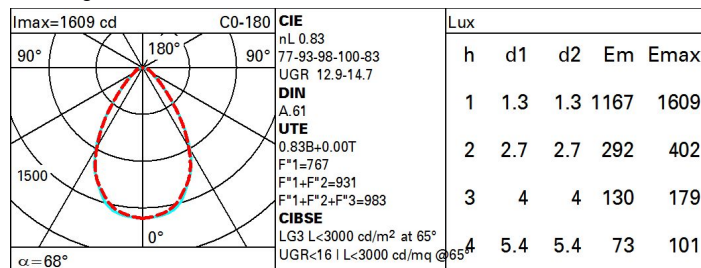 Imax=1609 cd C0-180
90° 180° 90°
1500
0°
α=68°
CIE
nL 0.83
77-93-98-100-83
UGR 12.9-14.7
DIN
A.61
UTE
0.83B+0.00T
F"1=767
F"1+F"2=931
F"1+F"2+F"3=983
CIBSE
LG3 L<3000 cd/m² at 65°
UGR<16 | L<3000 cd/mq @65°
Lux
h d1 d2 Em Emax
1 1.3 1.3 1167 1609
2 2.7 2.7 292 402
3 4 4 130 179
4 5.4 5.4 73 101